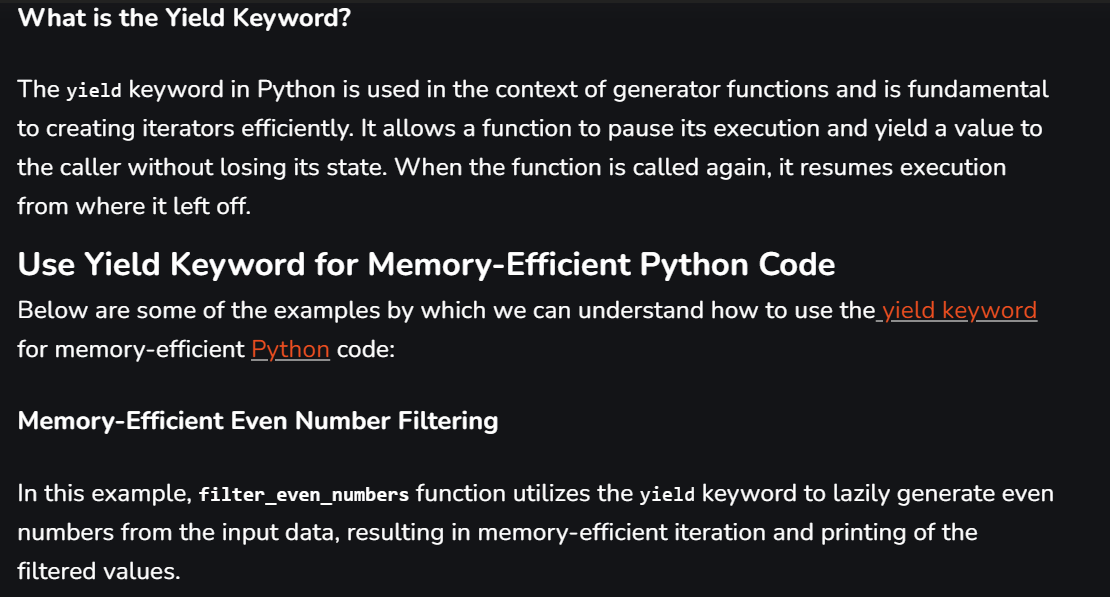 What is the Yield Keyword?
The yield keyword in Python is used in the context of generator functions and is fundamental
to creating iterators efficiently. It allows a function to pause its execution and yield a value to
the caller without losing its state. When the function is called again, it resumes execution
from where it left off.
Use Yield Keyword for Memory-Efficient Python Code
Below are some of the examples by which we can understand how to use the yield keyword
for memory-efficient Python code:
Memory-Efficient Even Number Filtering
In this example, filter_even_numbers function utilizes the yield keyword to lazily generate even
numbers from the input data, resulting in memory-efficient iteration and printing of the
filtered values.